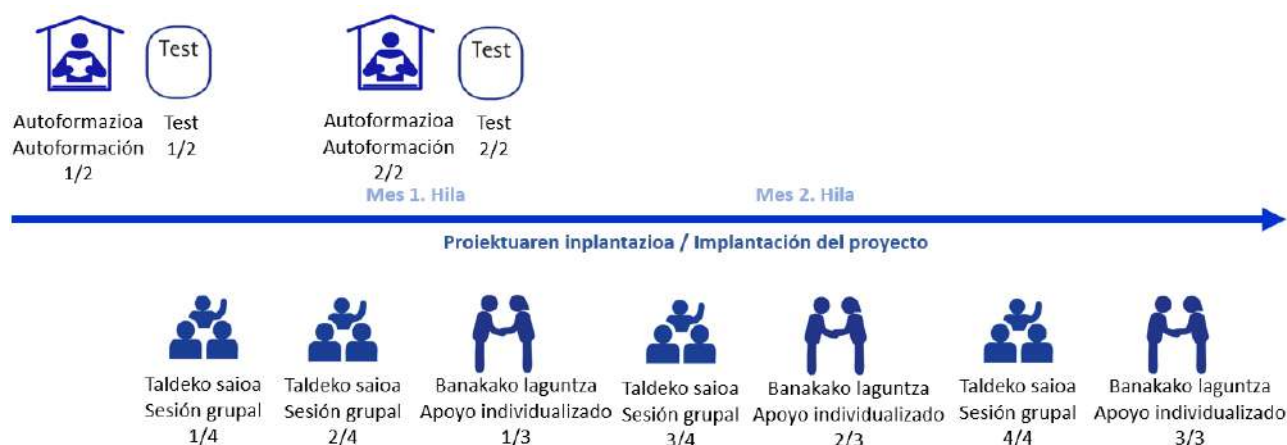 Test
Test
Autoformazioa
Autoformación
1/2
Test
1/2
Autoformazioa
Autoformación
2/2
Test
2/2
Mes 1. Hila
Mes 2. Hila
Proiektuaren inplantazioa / Implantación del proyecto
Taldeko saioa
Sesión grupal
1/4
Taldeko saioa
Sesión grupal
2/4
Banakako laguntza
Apoyo individualizado
1/3
Taldeko saioa
Sesión grupal
3/4
Banakako laguntza
Apoyo individualizado
2/3
Taldeko saioa
Sesión grupal
4/4
Banakako laguntza
Apoyo individualizado
3/3